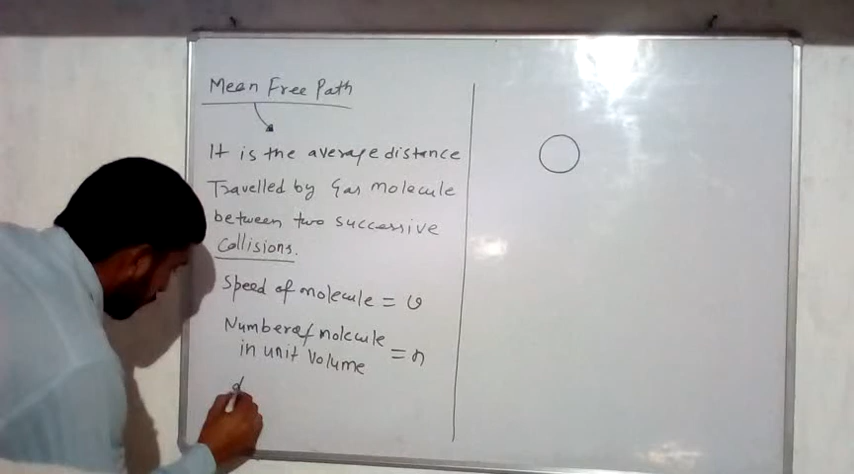 Mean Free Path
It is the average distance
Travelled by Gas molecule
between two successive
Collisions.
Speed of molecule = v
Number of molecule
in unit Volume = n
d